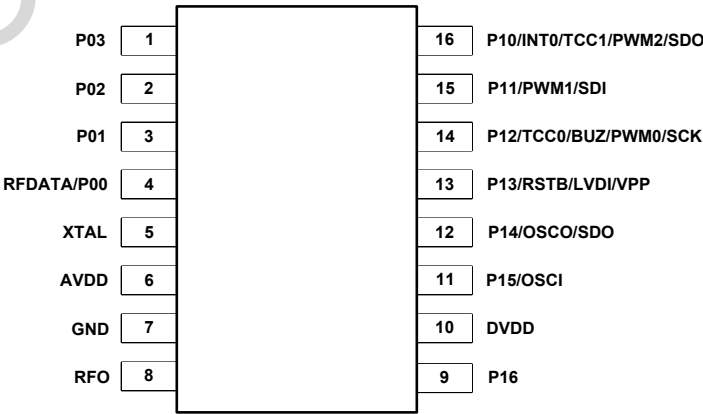 P03 1 16 P10/INT0/TCC1/PWM2/SDO
P02 2 15 P11/PWM1/SDI
P01 3 14 P12/TCC0/BUZ/PWM0/SCK
RFDATA/P00 4 13 P13/RSTB/LVDI/VPP
XTAL 5 12 P14/OSCO/SDO
AVDD 6 11 P15/OSCI
GND 7 10 DVDD
RFO 8 9 P16